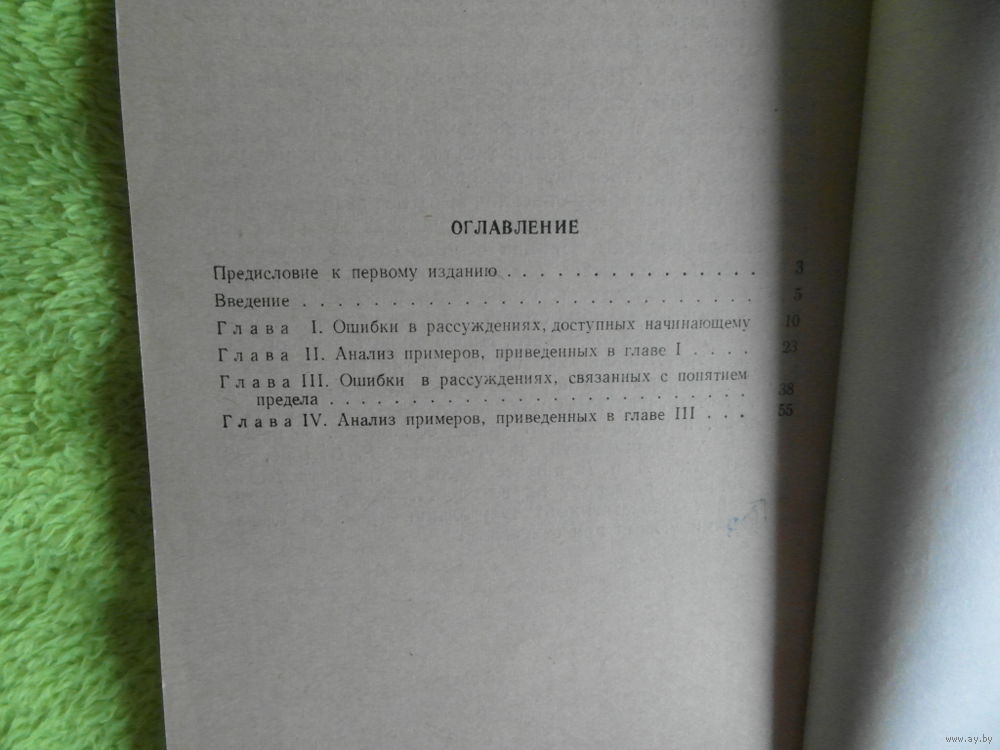 ОГЛАВЛЕНИЕ
Предисловие к первому изданию . . . . . . . . . . . . . . . 3
Введение . . . . . . . . . . . . . . . . . . . . . . . . . . . 5
Глава I. Ошибки в рассуждениях, доступных начинающему 10
Глава II. Анализ примеров, приведенных в главе I . . . . 23
Глава III. Ошибки в рассуждениях, связанных с понятием
предела . . . . . . . . . . . . . . . . . . . . . . . . . 38
Глава IV. Анализ примеров, приведенных в главе III . . . 55
www.ay.by